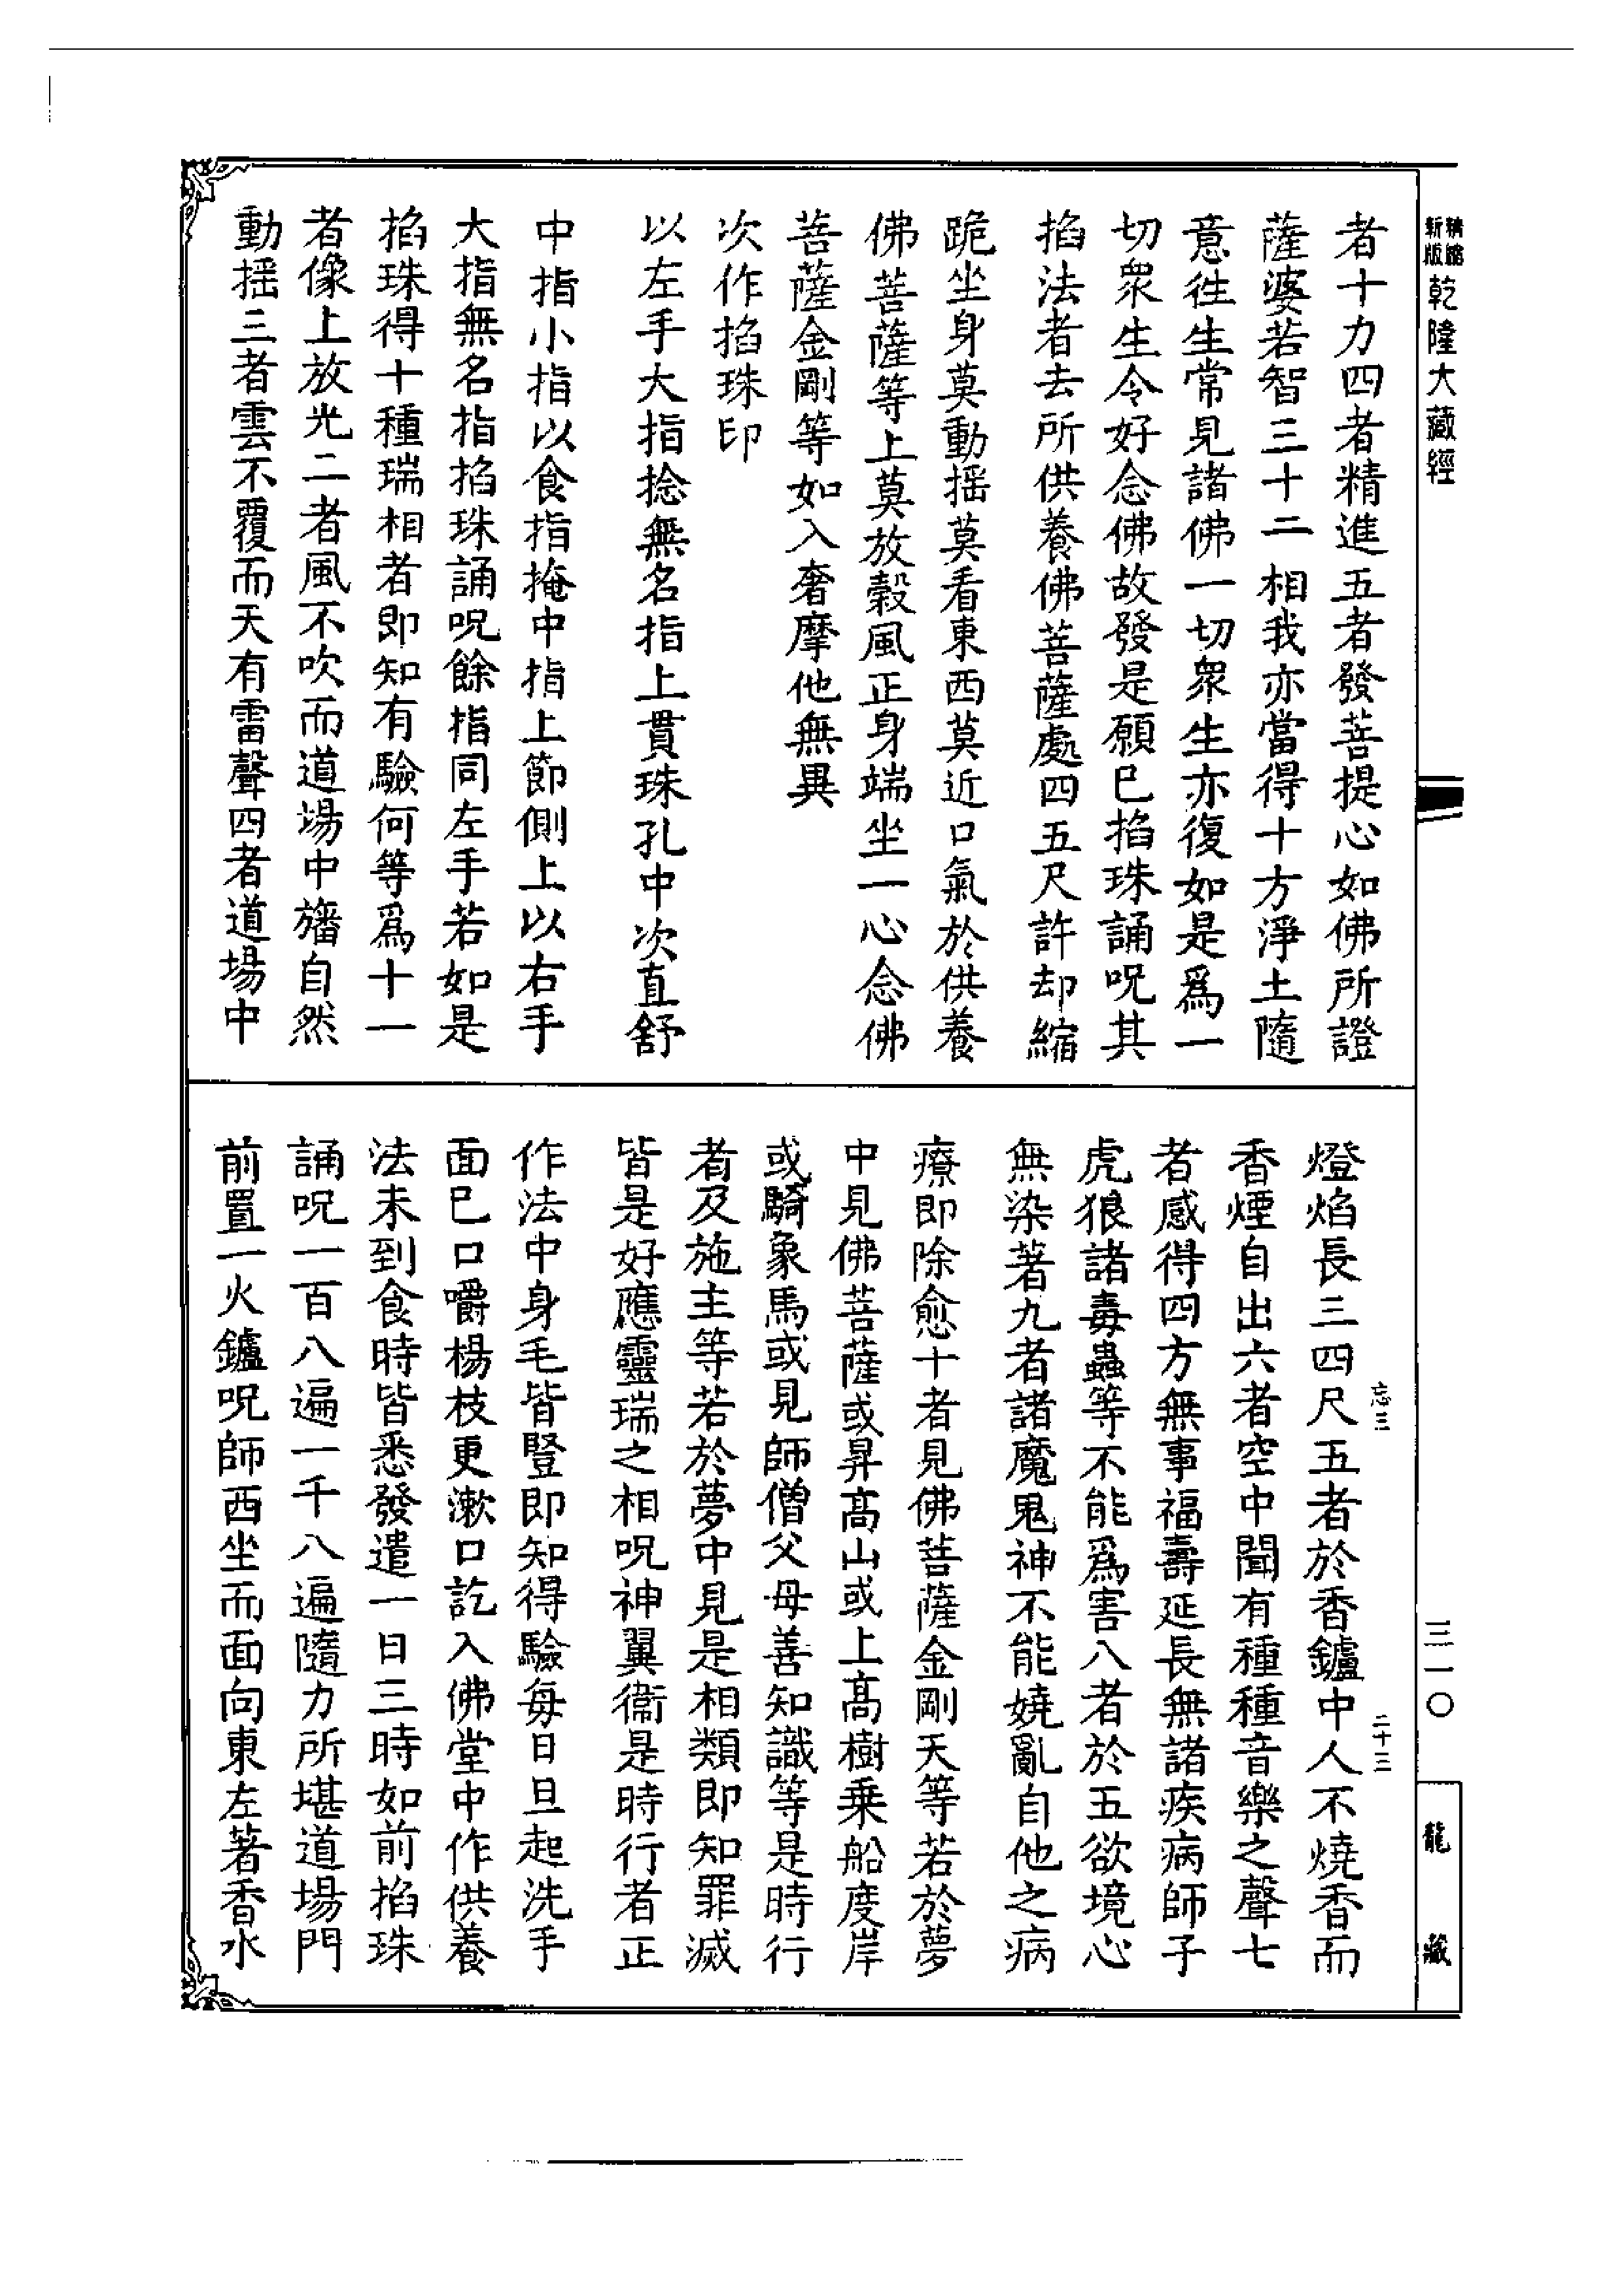 精縮新版乾隆大藏經
者十力四者精進五者發菩提心如佛所證
薩婆若智三十二相我亦當得十方淨土隨
意往生常見諸佛一切衆生亦復如是爲一
切衆生令好念佛故發是願巳掐珠誦呪其
掐法者去所供養佛菩薩處四五尺許却縮
跪坐身莫動揺莫看東西莫近口氣於供養
佛菩薩等上莫放穀風正身端坐一心念佛
菩薩金剛等如入奢摩他無異
次作掐珠印
以左手大指捻無名指上貫珠孔中次直舒
中指小指以食指掩中指上節側上以右手
大指無名指掐珠誦呪餘指同左手若如是
掐珠得十種瑞相者即知有驗何等爲十一
者像上放光二者風不吹而道場中旛自然
動揺三者雲不覆而天有雷聲四者道場中
燈焰長三四尺五者於香鑪中人不燒香而
香煙自出六者空中聞有種種音樂之聲七
者感得四方無事福壽延長無諸疾病師子
虎狼諸毒蟲等不能爲害八者於五欲境心
無染著九者諸魔鬼神不能嬈亂自他之病
療即除愈十者見佛菩薩金剛天等若於夢
中見佛菩薩或昇高山或上高樹乗船度岸
或騎象馬或見師僧父母善知識等是時行
者及施主等若於夢中見是相類即知罪滅
皆是好應靈瑞之相呪神翼衞是時行者正
作法中身毛皆豎即知得驗每日旦起洗手
面巳口嚼楊枝更漱口訖入佛堂中作供養
法未到食時皆悉發遣一日三時如前掐珠
誦呪一百八遍一千八遍隨力所堪道場門
前置一火鑪呪師西坐而面向東左著香水
忘三
二十三
三一〇
龍藏